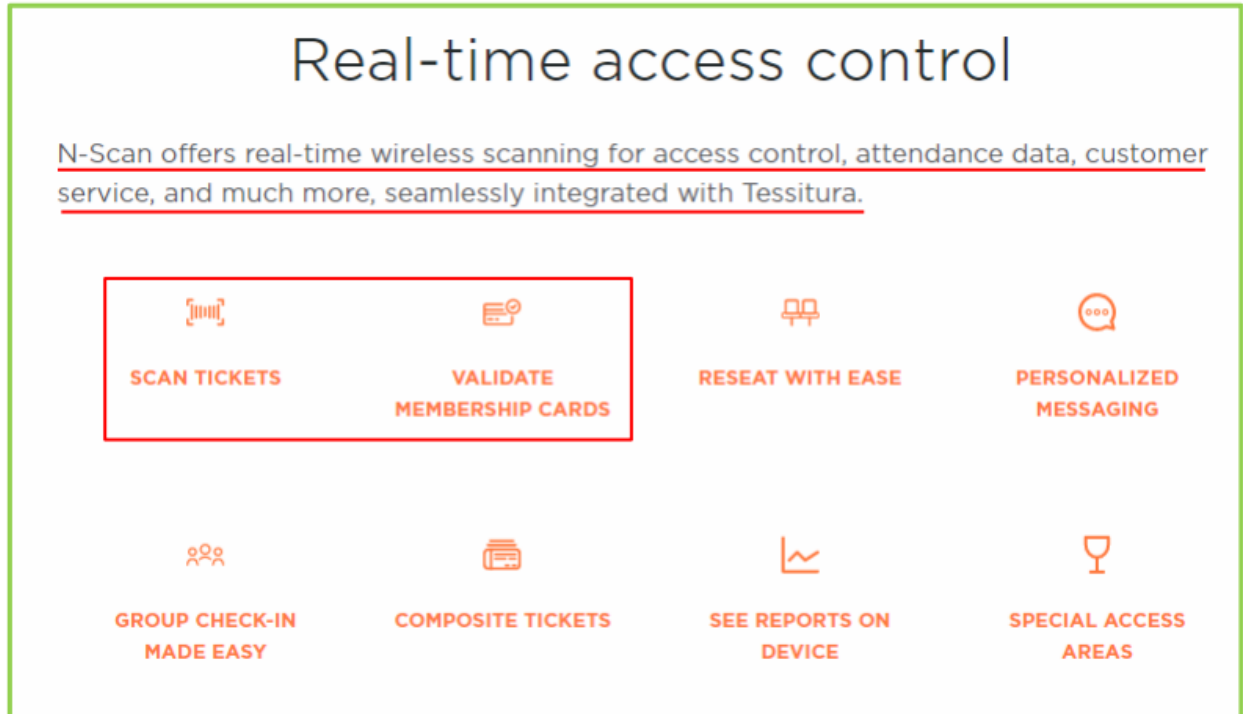 Real-time access control
N-Scan offers real-time wireless scanning for access control, attendance data, customer
service, and much more, seamlessly integrated with Tessitura.
SCAN TICKETS
VALIDATE
MEMBERSHIP CARDS
RESEAT WITH EASE
PERSONALIZED
MESSAGING
GROUP CHECK-IN
MADE EASY
COMPOSITE TICKETS
SEE REPORTS ON
DEVICE
SPECIAL ACCESS
AREAS